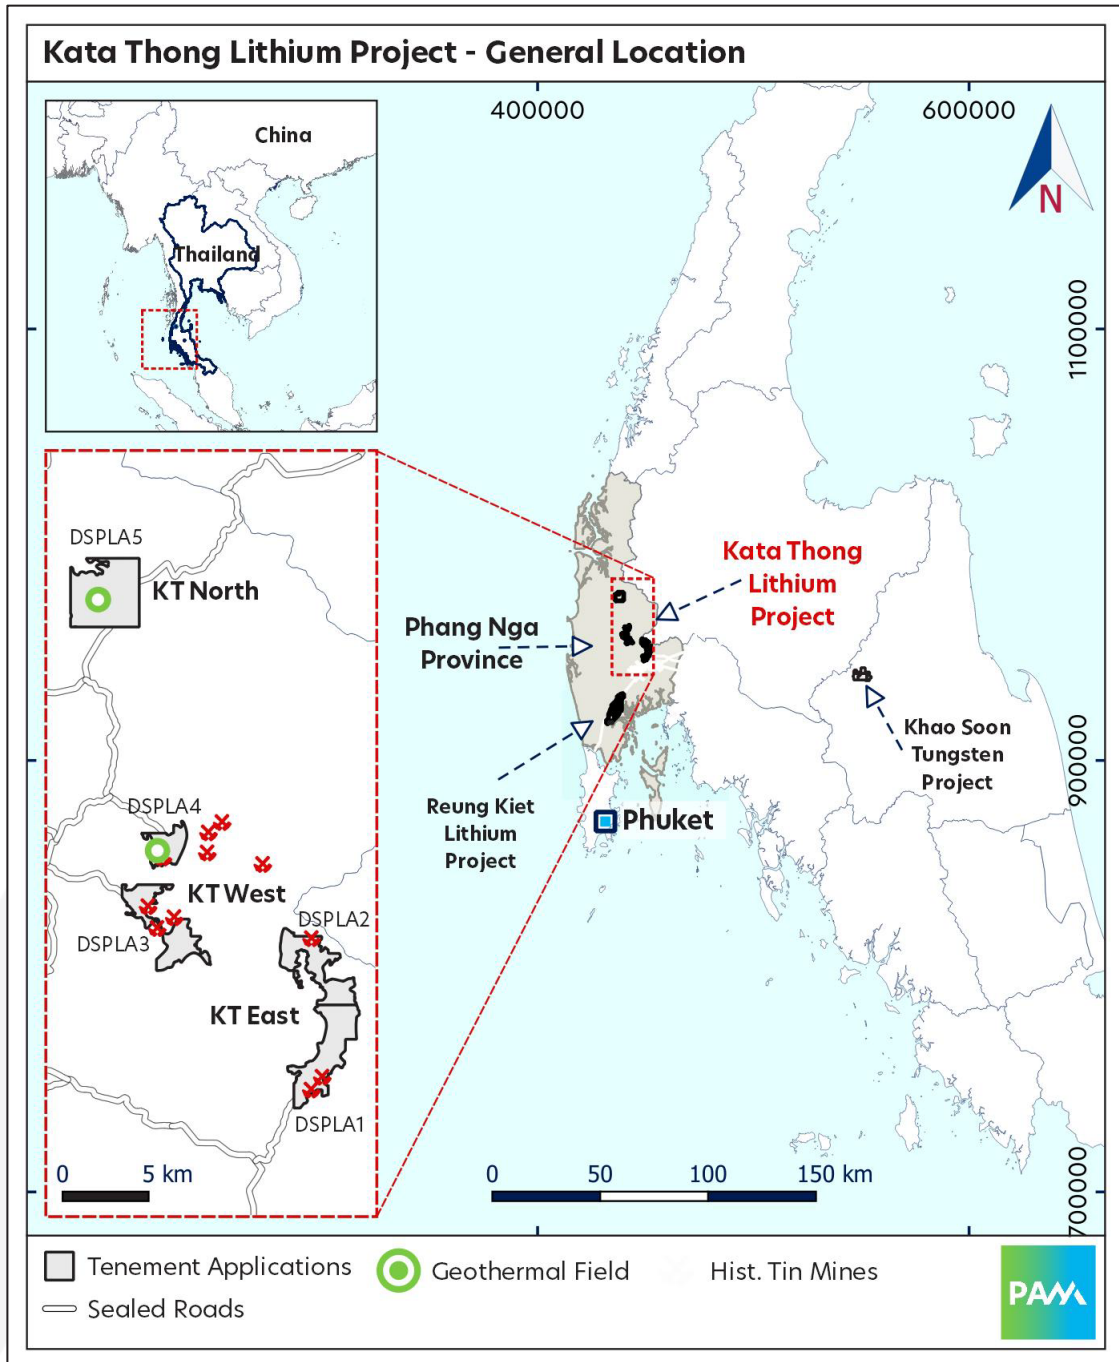 Kata Thong Lithium Project - General Location
400000
600000
China
Thailand
N
1100000
DSPLA5
KT North
Kata Thong
Lithium
Project
Phang Nga
Province
Khao Soon
Tungsten
Project
900000
Reung Kiet
Lithium
Project
Phuket
DSPLA4
KT West
DSPLA3
DSPLA2
KT East
DSPLA1
0 5 km
0 50 100 150 km
700000
Tenement Applications
Geothermal Field
Hist. Tin Mines
Sealed Roads
PAM